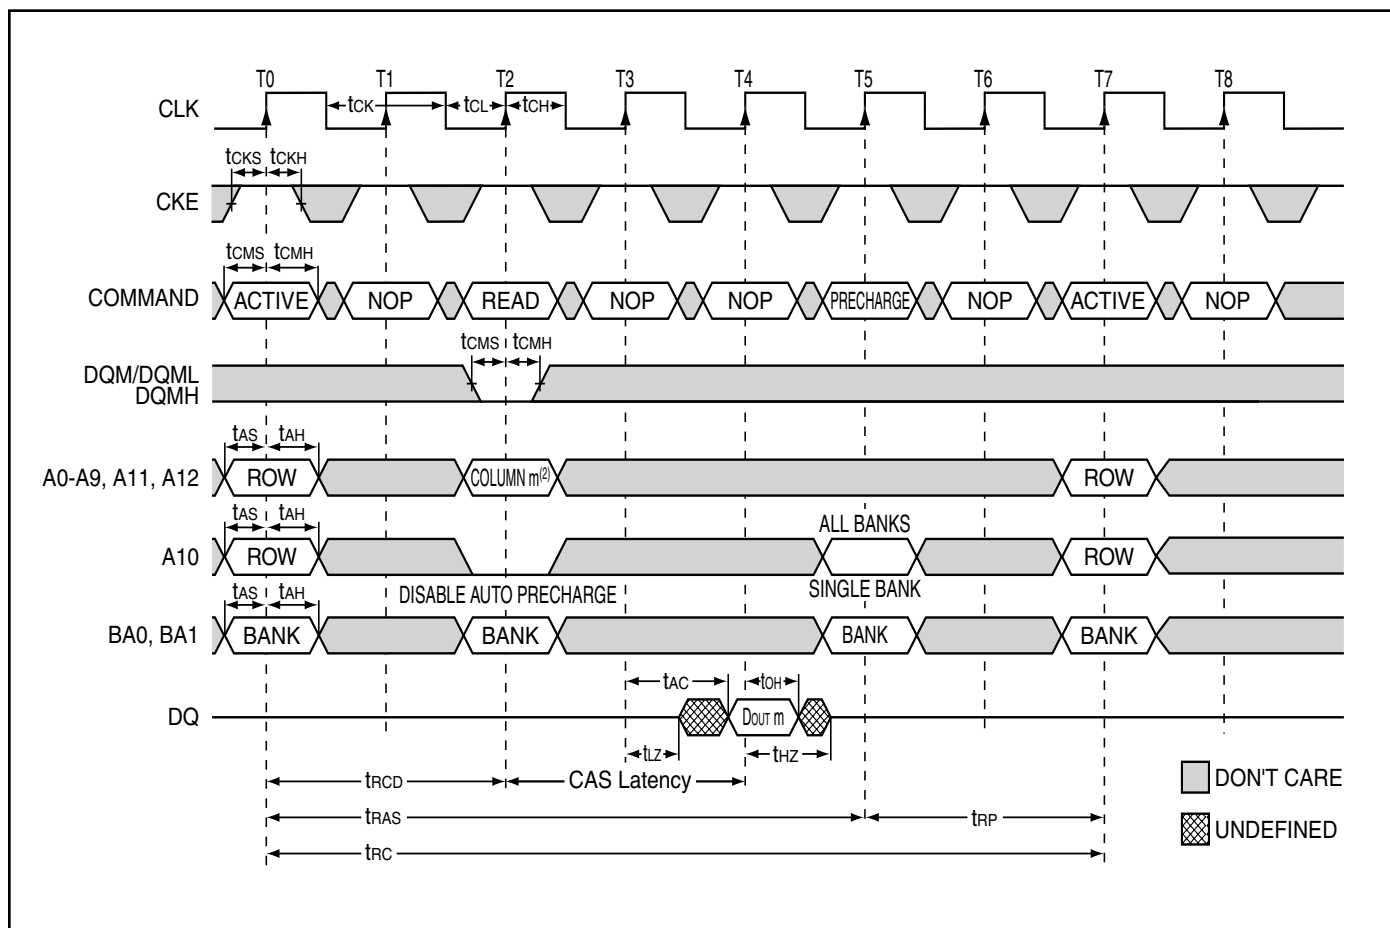 T0 T1 T2 T3 T4 T5 T6 T7 T8
CLK tCK tCL tCH
tCKS tCKH
CKE
tCMS tCMH
COMMAND ACTIVE NOP READ NOP NOP PRECHARGE NOP ACTIVE NOP
tCMS tCMH
DQM/DQML
DQMH
tAS tAH
A0-A9, A11, A12 ROW COLUMN m(2) ROW
tAS tAH ALL BANKS
A10 ROW ROW
DISABLE AUTO PRECHARGE SINGLE BANK
tAS tAH
BA0, BA1 BANK BANK BANK BANK
tAC tOH
DQ DOUT m
tLZ tHZ
tRCD CAS Latency DON'T CARE
tRAS tRP
UNDEFINED
tRC